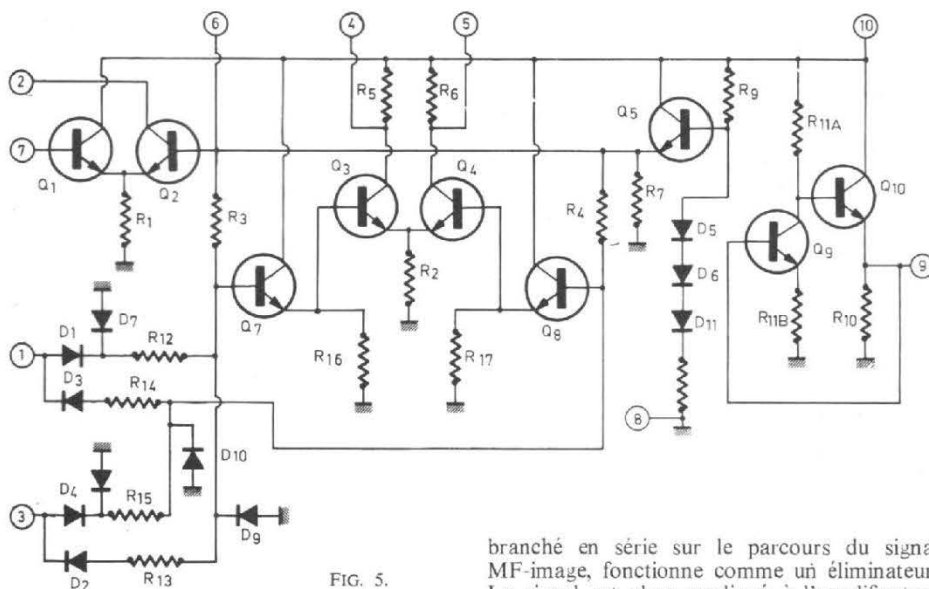 6
4
5
10
2
R5
R6
Q5
R9
R11A
7
Q1
Q2
Q3
Q4
Q10
R1
R3
R4
R7
Q9
9
D5
R2
D6
D7
Q7
Q8
D11
R11B
R10
D1
R12
R16
R17
1
D3
R14
8
D10
D4
R15
3
D9
D2
R13
FIG. 5.
branché en série sur le parcours du signa
MF-image, fonctionne comme un éliminateur